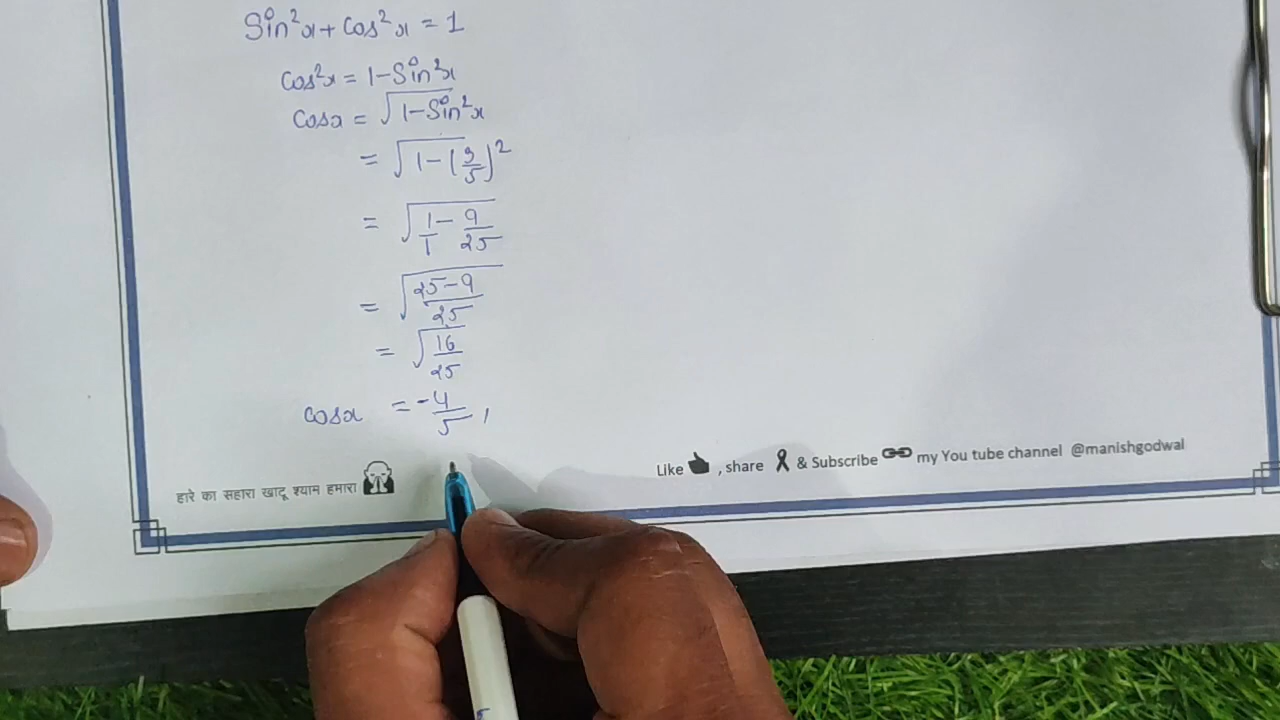 Sin²x + Cos²x = 1
Cos²x = 1 - Sin²x
Cosx = √1 - Sin²x
= √1 - (3/5)²
= √1/1 - 9/25
= √25 - 9/25
= √16/25
cosx = -4/5 ,
हारे का सहारा खाटू श्याम हमारा
Like , share & Subscribe my You tube channel @manishgodwal